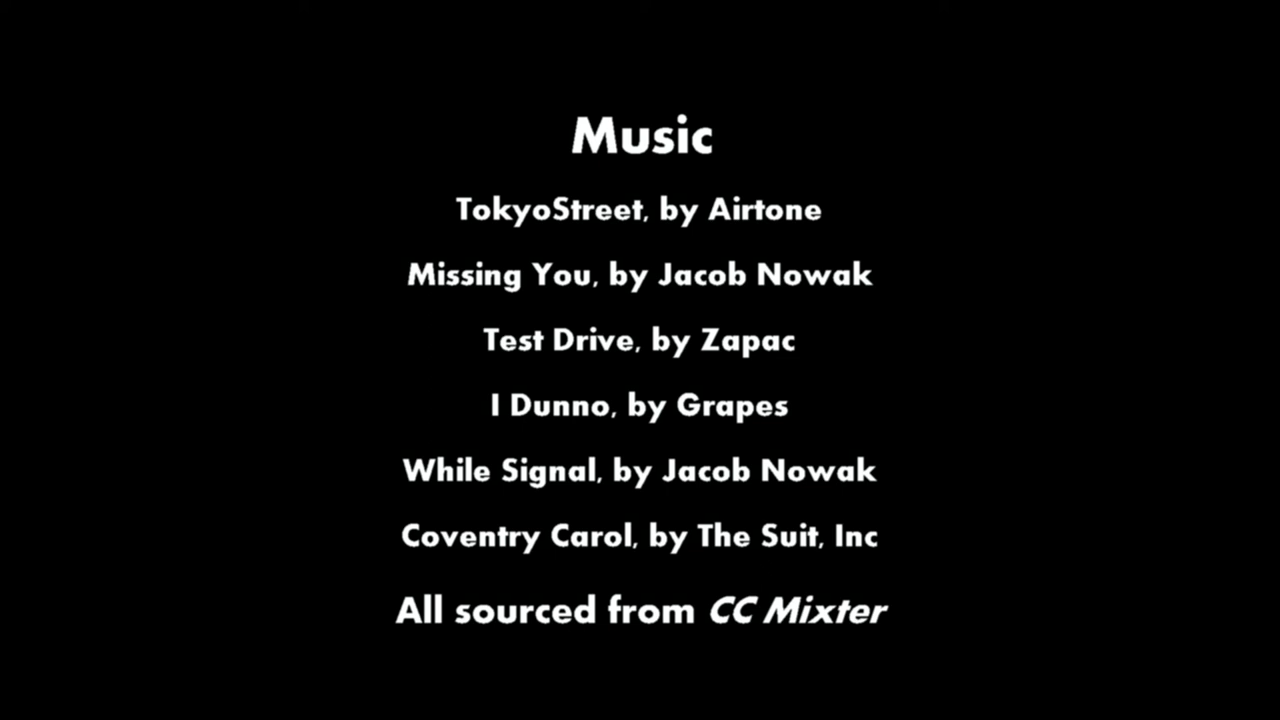 Music
TokyoStreet, by Airtone
Missing You, by Jacob Nowak
Test Drive, by Zapac
I Dunno, by Grapes
While Signal, by Jacob Nowak
Coventry Carol, by The Suit, Inc
All sourced from CC Mixter